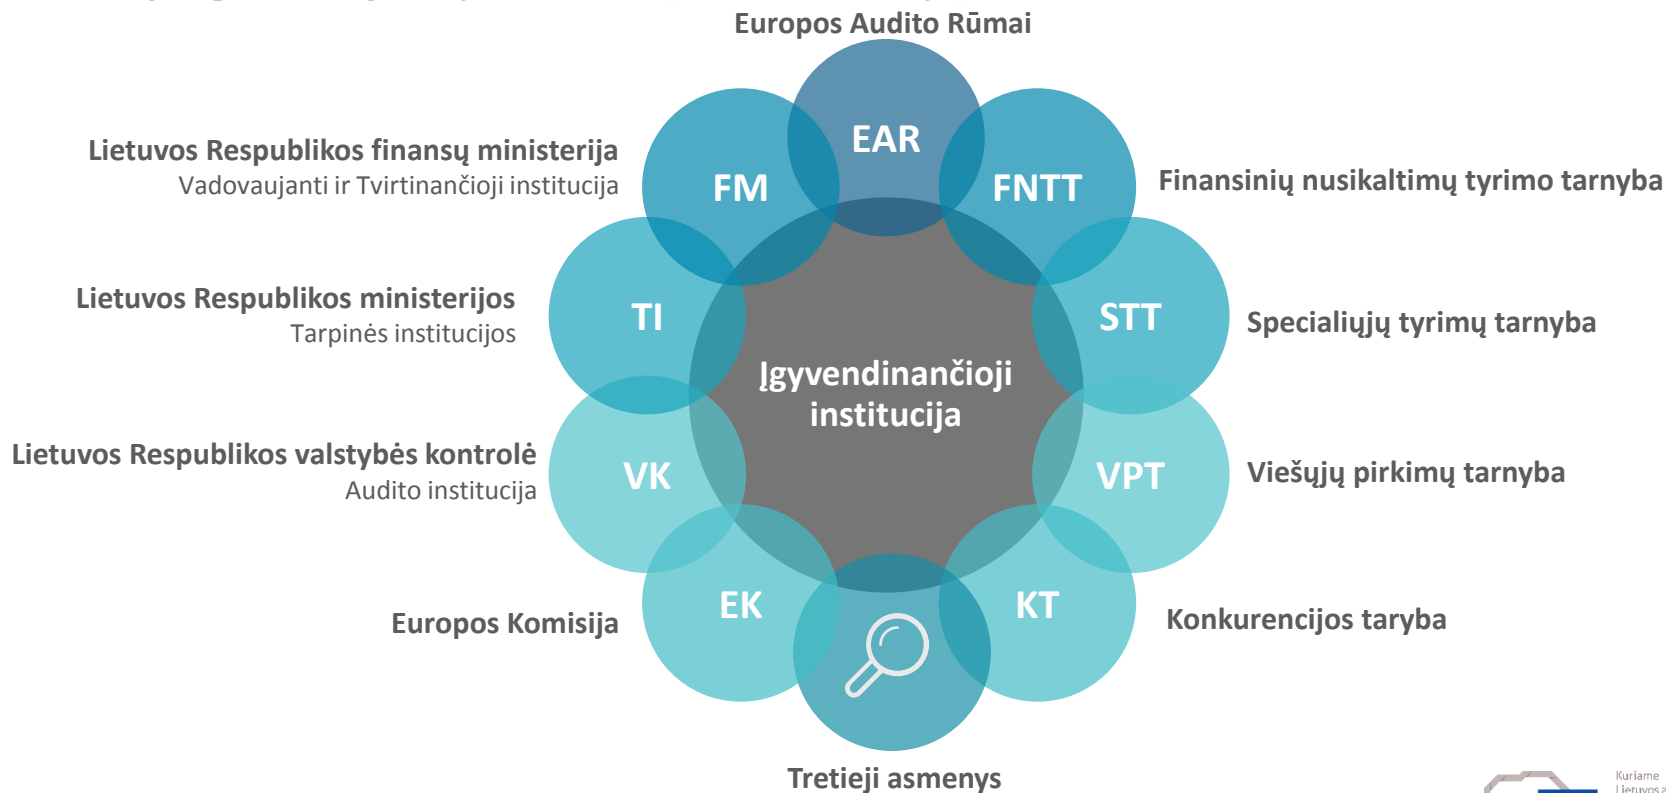 Europos Audito Rūmai
EAR
Lietuvos Respublikos finansų ministerija
Vadovaujanti ir Tvirtinančioji institucija
FM
FNTT
Finansinių nusikaltimų tyrimo tarnyba
Lietuvos Respublikos ministerijos
Tarpinės institucijos
TI
STT
Specialiųjų tyrimų tarnyba
Įgyvendinančioji
institucija
Lietuvos Respublikos valstybės kontrolė
Audito institucija
VK
VPT
Viešųjų pirkimų tarnyba
Europos Komisija
EK
KT
Konkurencijos taryba
Tretieji asmenys
Kuriame